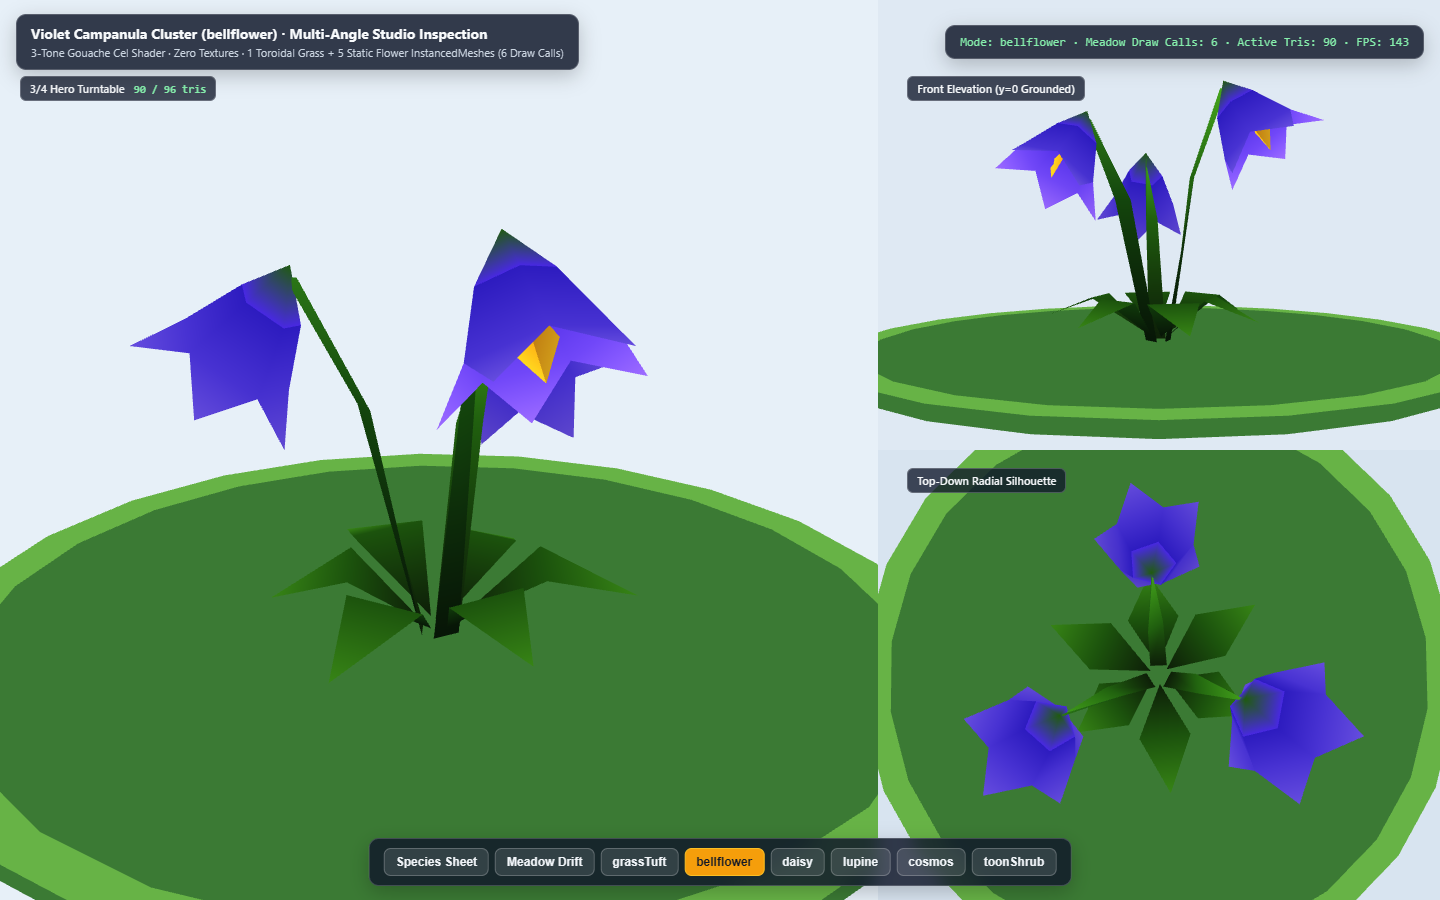 Violet Campanula Cluster (bellflower) · Multi-Angle Studio Inspection
3-Tone Gouache Cel Shader · Zero Textures · 1 Toroidal Grass + 5 Static Flower InstancedMeshes (6 Draw Calls)
Mode: bellflower · Meadow Draw Calls: 6 · Active Tris: 90 · FPS: 143
3/4 Hero Turntable 90 / 96 tris
Front Elevation (y=0 Grounded)
Top-Down Radial Silhouette
Species Sheet
Meadow Drift
grassTuft
bellflower
daisy
lupine
cosmos
toonShrub